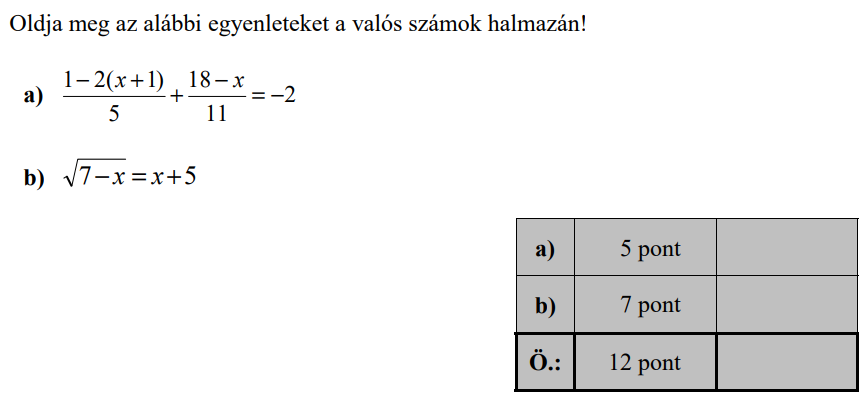 Oldja meg az alábbi egyenleteket a valós számok halmazán!
a) \frac{1-2(x+1)}{5} + \frac{18-x}{11} = -2
b) \sqrt{7-x} = x+5
a) 5 pont
b) 7 pont
Ö.: 12 pont